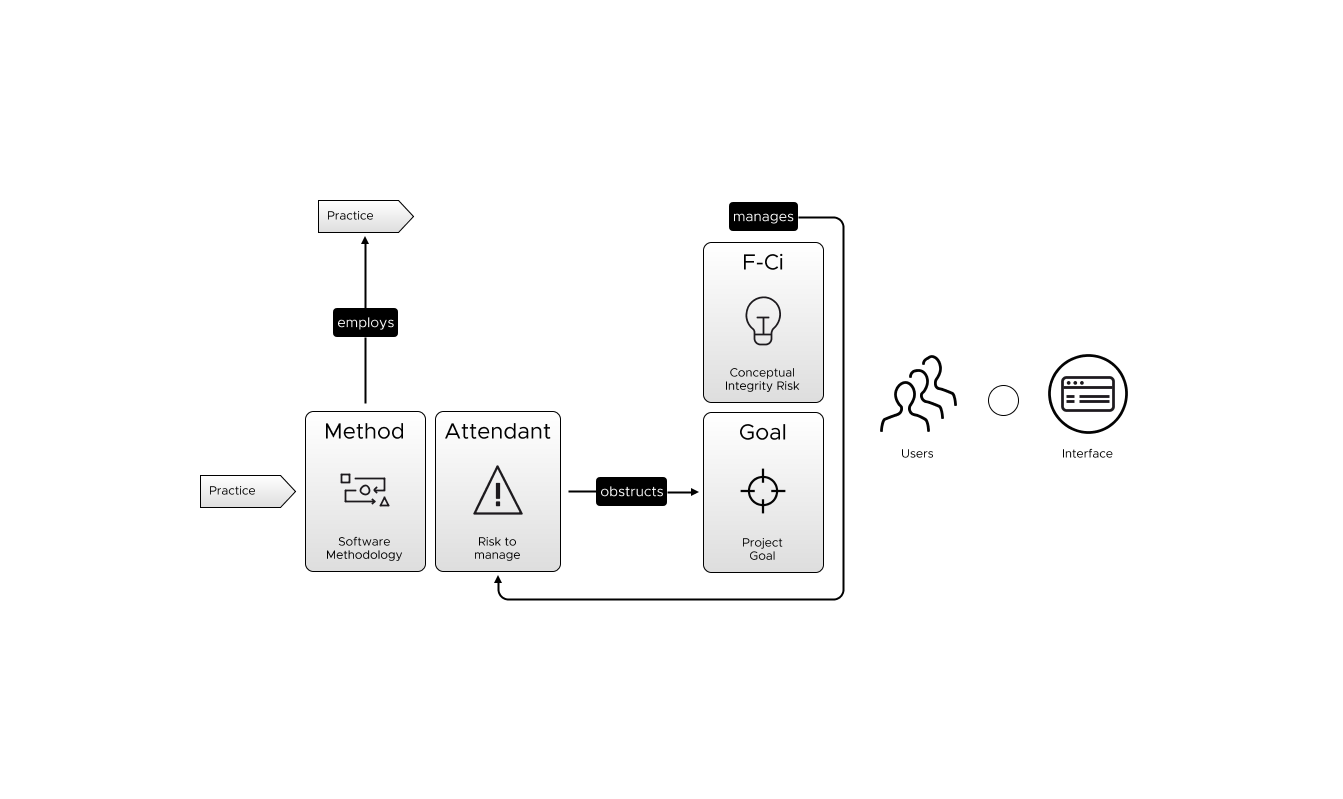 Practice
manages
F-Ci
Conceptual
Integrity Risk
employs
Method
Software
Methodology
Attendant
Risk to
manage
obstructs
Goal
Project
Goal
Practice
Users
Interface